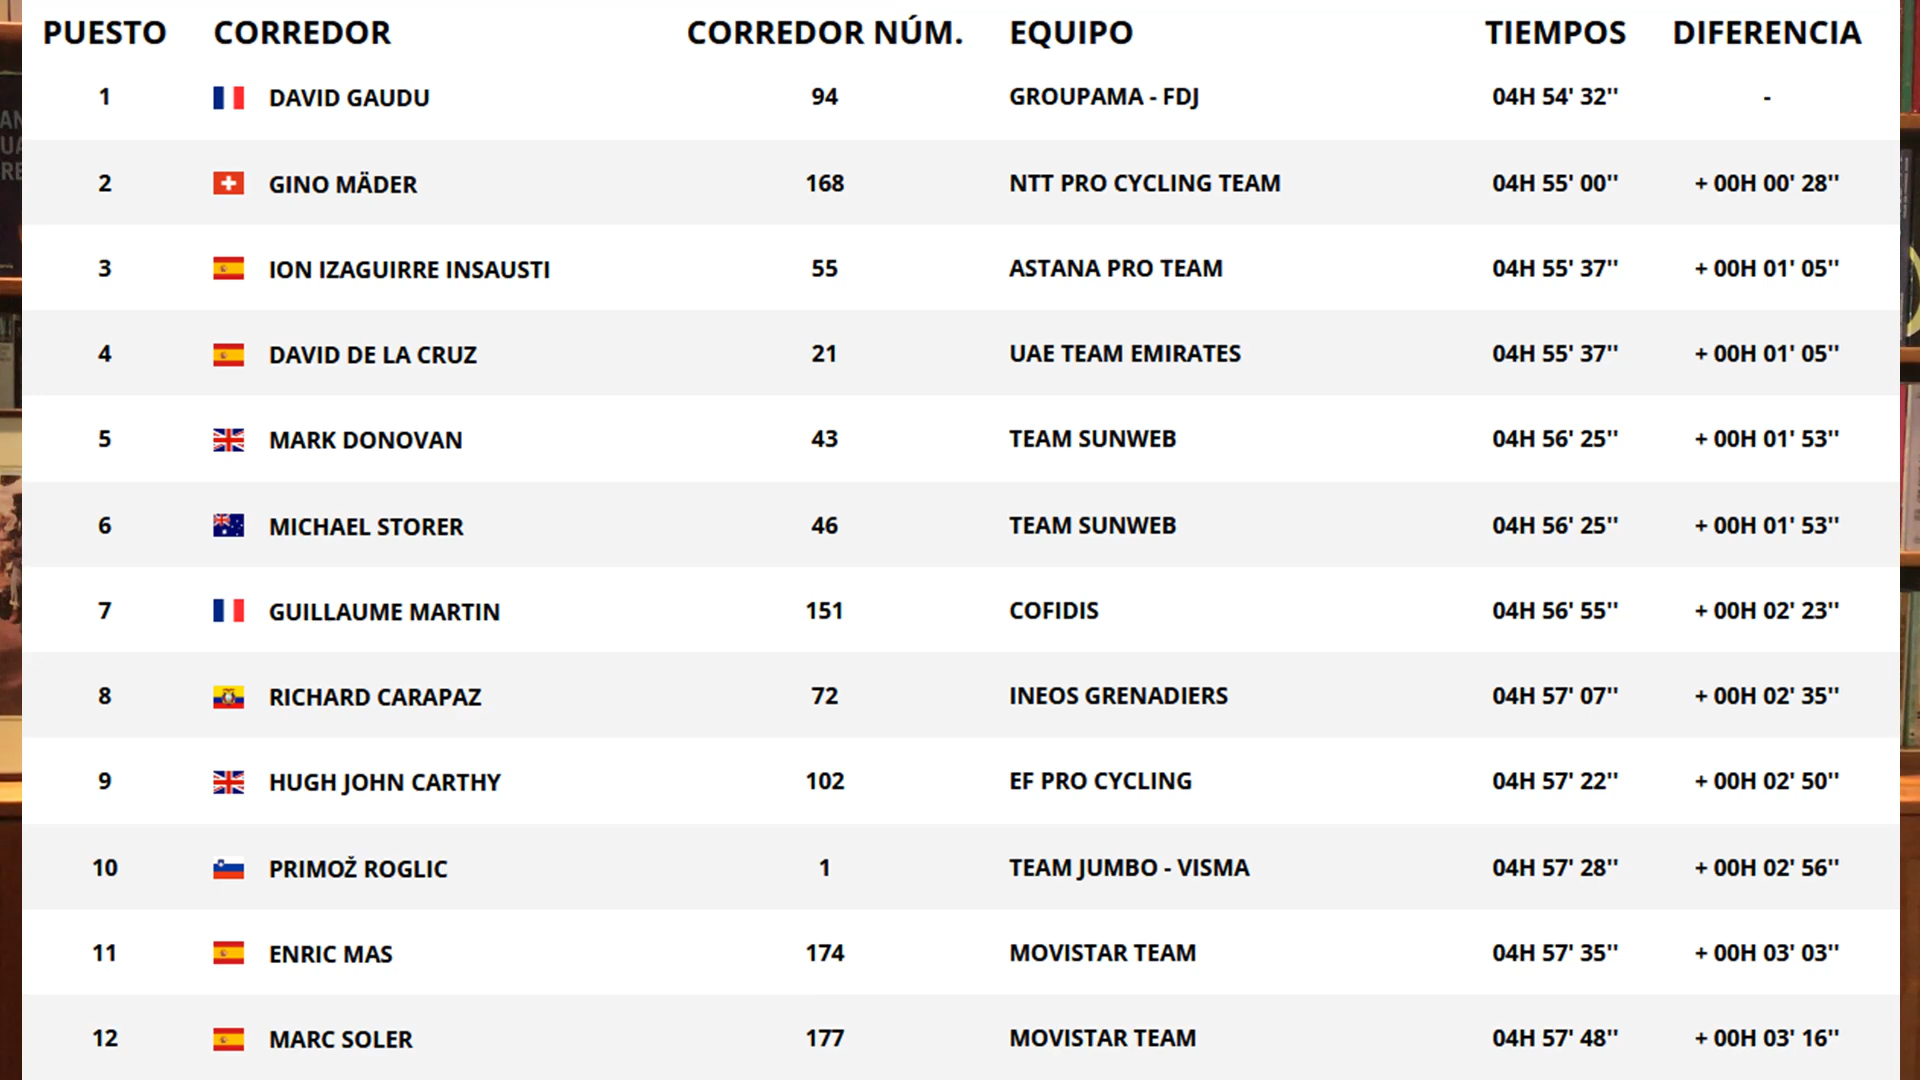 PUESTO CORREDOR CORREDOR NÚM. EQUIPO TIEMPOS DIFERENCIA
1 DAVID GAUDU 94 GROUPAMA - FDJ 04H 54' 32'' -
2 GINO MÄDER 168 NTT PRO CYCLING TEAM 04H 55' 00'' + 00H 00' 28''
3 ION IZAGUIRRE INSAUSTI 55 ASTANA PRO TEAM 04H 55' 37'' + 00H 01' 05''
4 DAVID DE LA CRUZ 21 UAE TEAM EMIRATES 04H 55' 37'' + 00H 01' 05''
5 MARK DONOVAN 43 TEAM SUNWEB 04H 56' 25'' + 00H 01' 53''
6 MICHAEL STORER 46 TEAM SUNWEB 04H 56' 25'' + 00H 01' 53''
7 GUILLAUME MARTIN 151 COFIDIS 04H 56' 55'' + 00H 02' 23''
8 RICHARD CARAPAZ 72 INEOS GRENADIERS 04H 57' 07'' + 00H 02' 35''
9 HUGH JOHN CARTHY 102 EF PRO CYCLING 04H 57' 22'' + 00H 02' 50''
10 PRIMOŽ ROGLIC 1 TEAM JUMBO - VISMA 04H 57' 28'' + 00H 02' 56''
11 ENRIC MAS 174 MOVISTAR TEAM 04H 57' 35'' + 00H 03' 03''
12 MARC SOLER 177 MOVISTAR TEAM 04H 57' 48'' + 00H 03' 16''